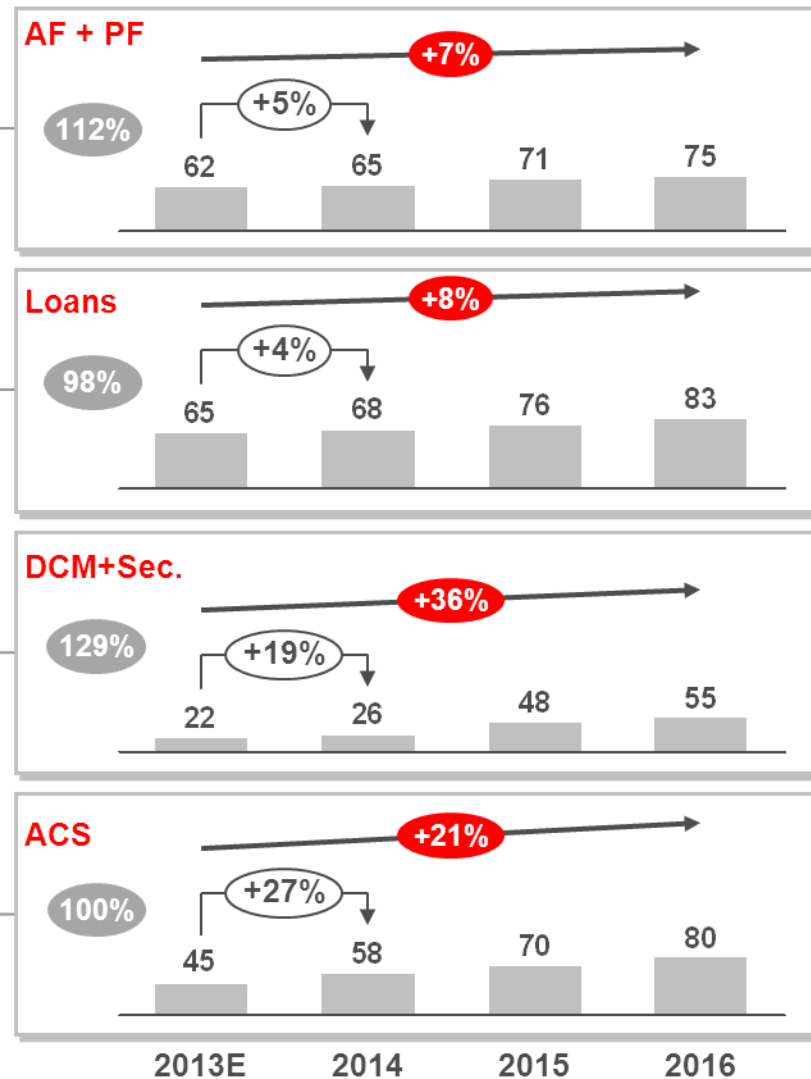 AF + PF
+7%
+5%
112%
62 65 71 75
Loans
+8%
+4%
98%
65 68 76 83
DCM+Sec.
+36%
+19%
129%
22 26 48 55
ACS
+21%
+27%
100%
45 58 70 80
2013E 2014 2015 2016